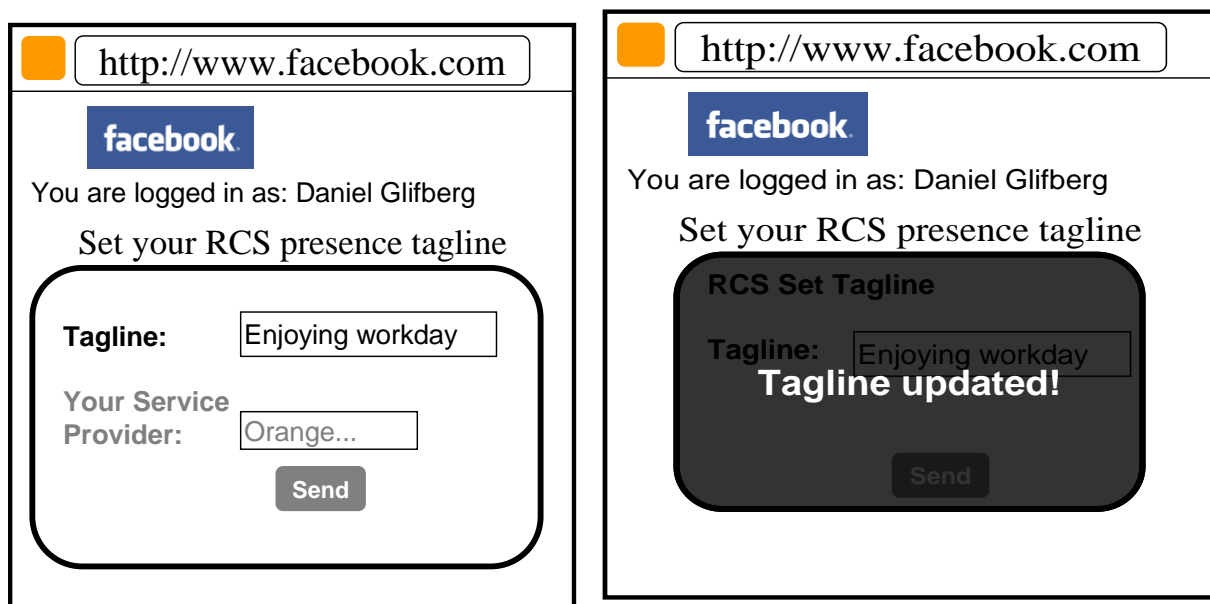 http://www.facebook.com
facebook.
You are logged in as: Daniel Glifberg
Set your RCS presence tagline
Tagline:
Enjoying workday
Your Service
Provider:
Orange...
Send
http://www.facebook.com
facebook.
You are logged in as: Daniel Glifberg
Set your RCS presence tagline
RCS Set Tagline
Tagline:
Enjoying workday
Tagline updated!
Send